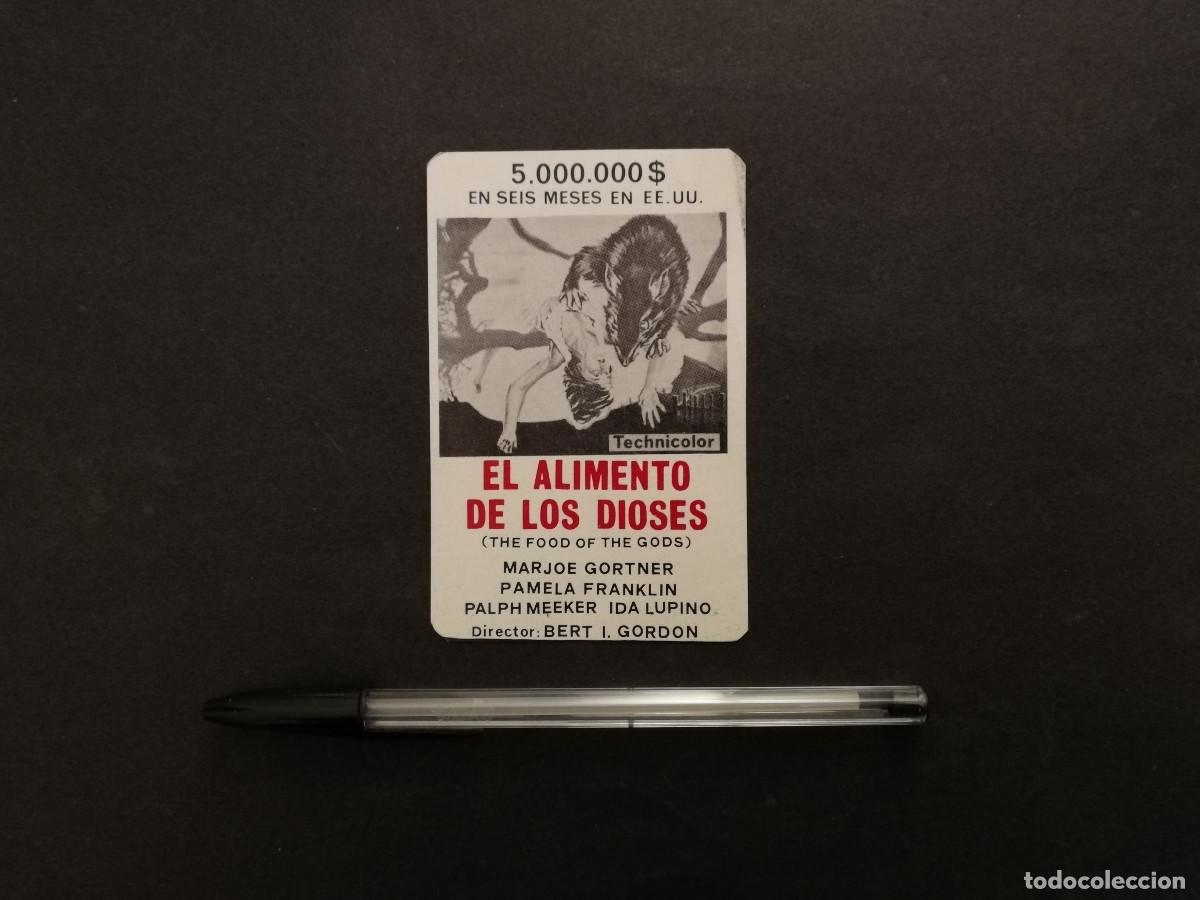 5.000.000$
EN SEIS MESES EN EE.UU.
Technicolor
EL ALIMENTO
DE LOS DIOSES
(THE FOOD OF THE GODS)
MARJOE GORTNER
PAMELA FRANKLIN
PALPH MEEKER IDA LUPINO
Director: BERT I. GORDON
todocoleccion